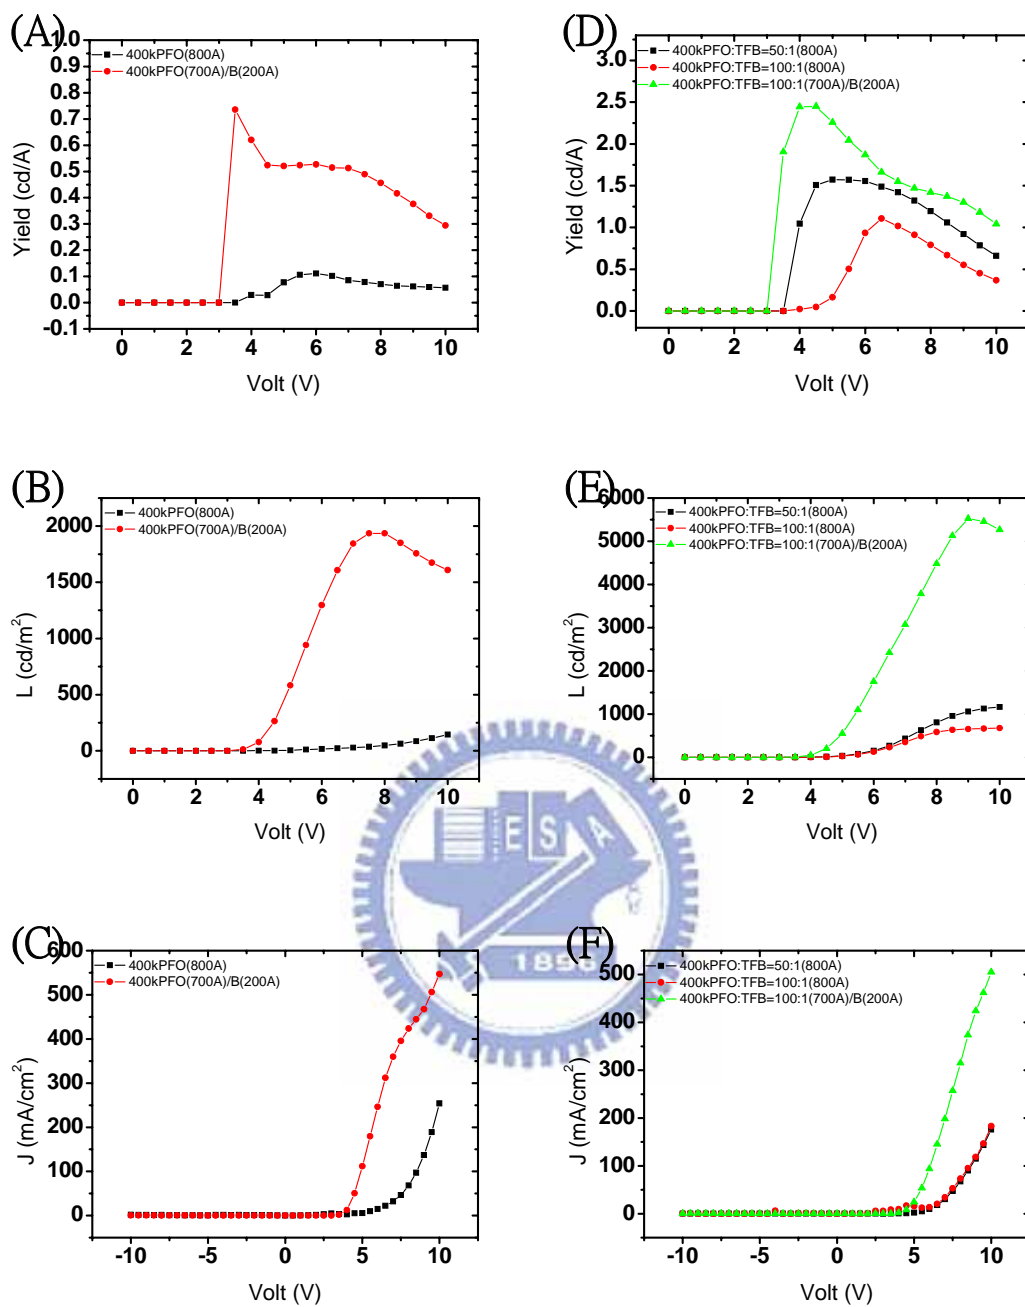 (A)
400kPFO(800A)
400kPFO(700A)/B(200A)
1.0
0.9
0.8
0.7
0.6
0.5
0.4
0.3
0.2
0.1
0.0
-0.1
Yield (cd/A)
0 2 4 6 8 10
Volt (V)
(D)
400kPFO:TFB=50:1(800A)
400kPFO:TFB=100:1(800A)
400kPFO:TFB=100:1(700A)/B(200A)
3.0
2.5
2.0
1.5
1.0
0.5
0.0
Yield (cd/A)
0 2 4 6 8 10
Volt (V)
(B)
400kPFO(800A)
400kPFO(700A)/B(200A)
2000
1500
1000
500
0
L (cd/m²)
0 2 4 6 8 10
Volt (V)
(E)
400kPFO:TFB=50:1(800A)
400kPFO:TFB=100:1(800A)
400kPFO:TFB=100:1(700A)/B(200A)
6000
5000
4000
3000
2000
1000
0
L (cd/m²)
0 2 4 6 8 10
Volt (V)
E S A
1896
(C)
400kPFO(800A)
400kPFO(700A)/B(200A)
600
500
400
300
200
100
0
J (mA/cm²)
-10 -5 0 5 10
Volt (V)
(F)
400kPFO:TFB=50:1(800A)
400kPFO:TFB=100:1(800A)
400kPFO:TFB=100:1(700A)/B(200A)
500
400
300
200
100
0
J (mA/cm²)
-10 -5 0 5 10
Volt (V)